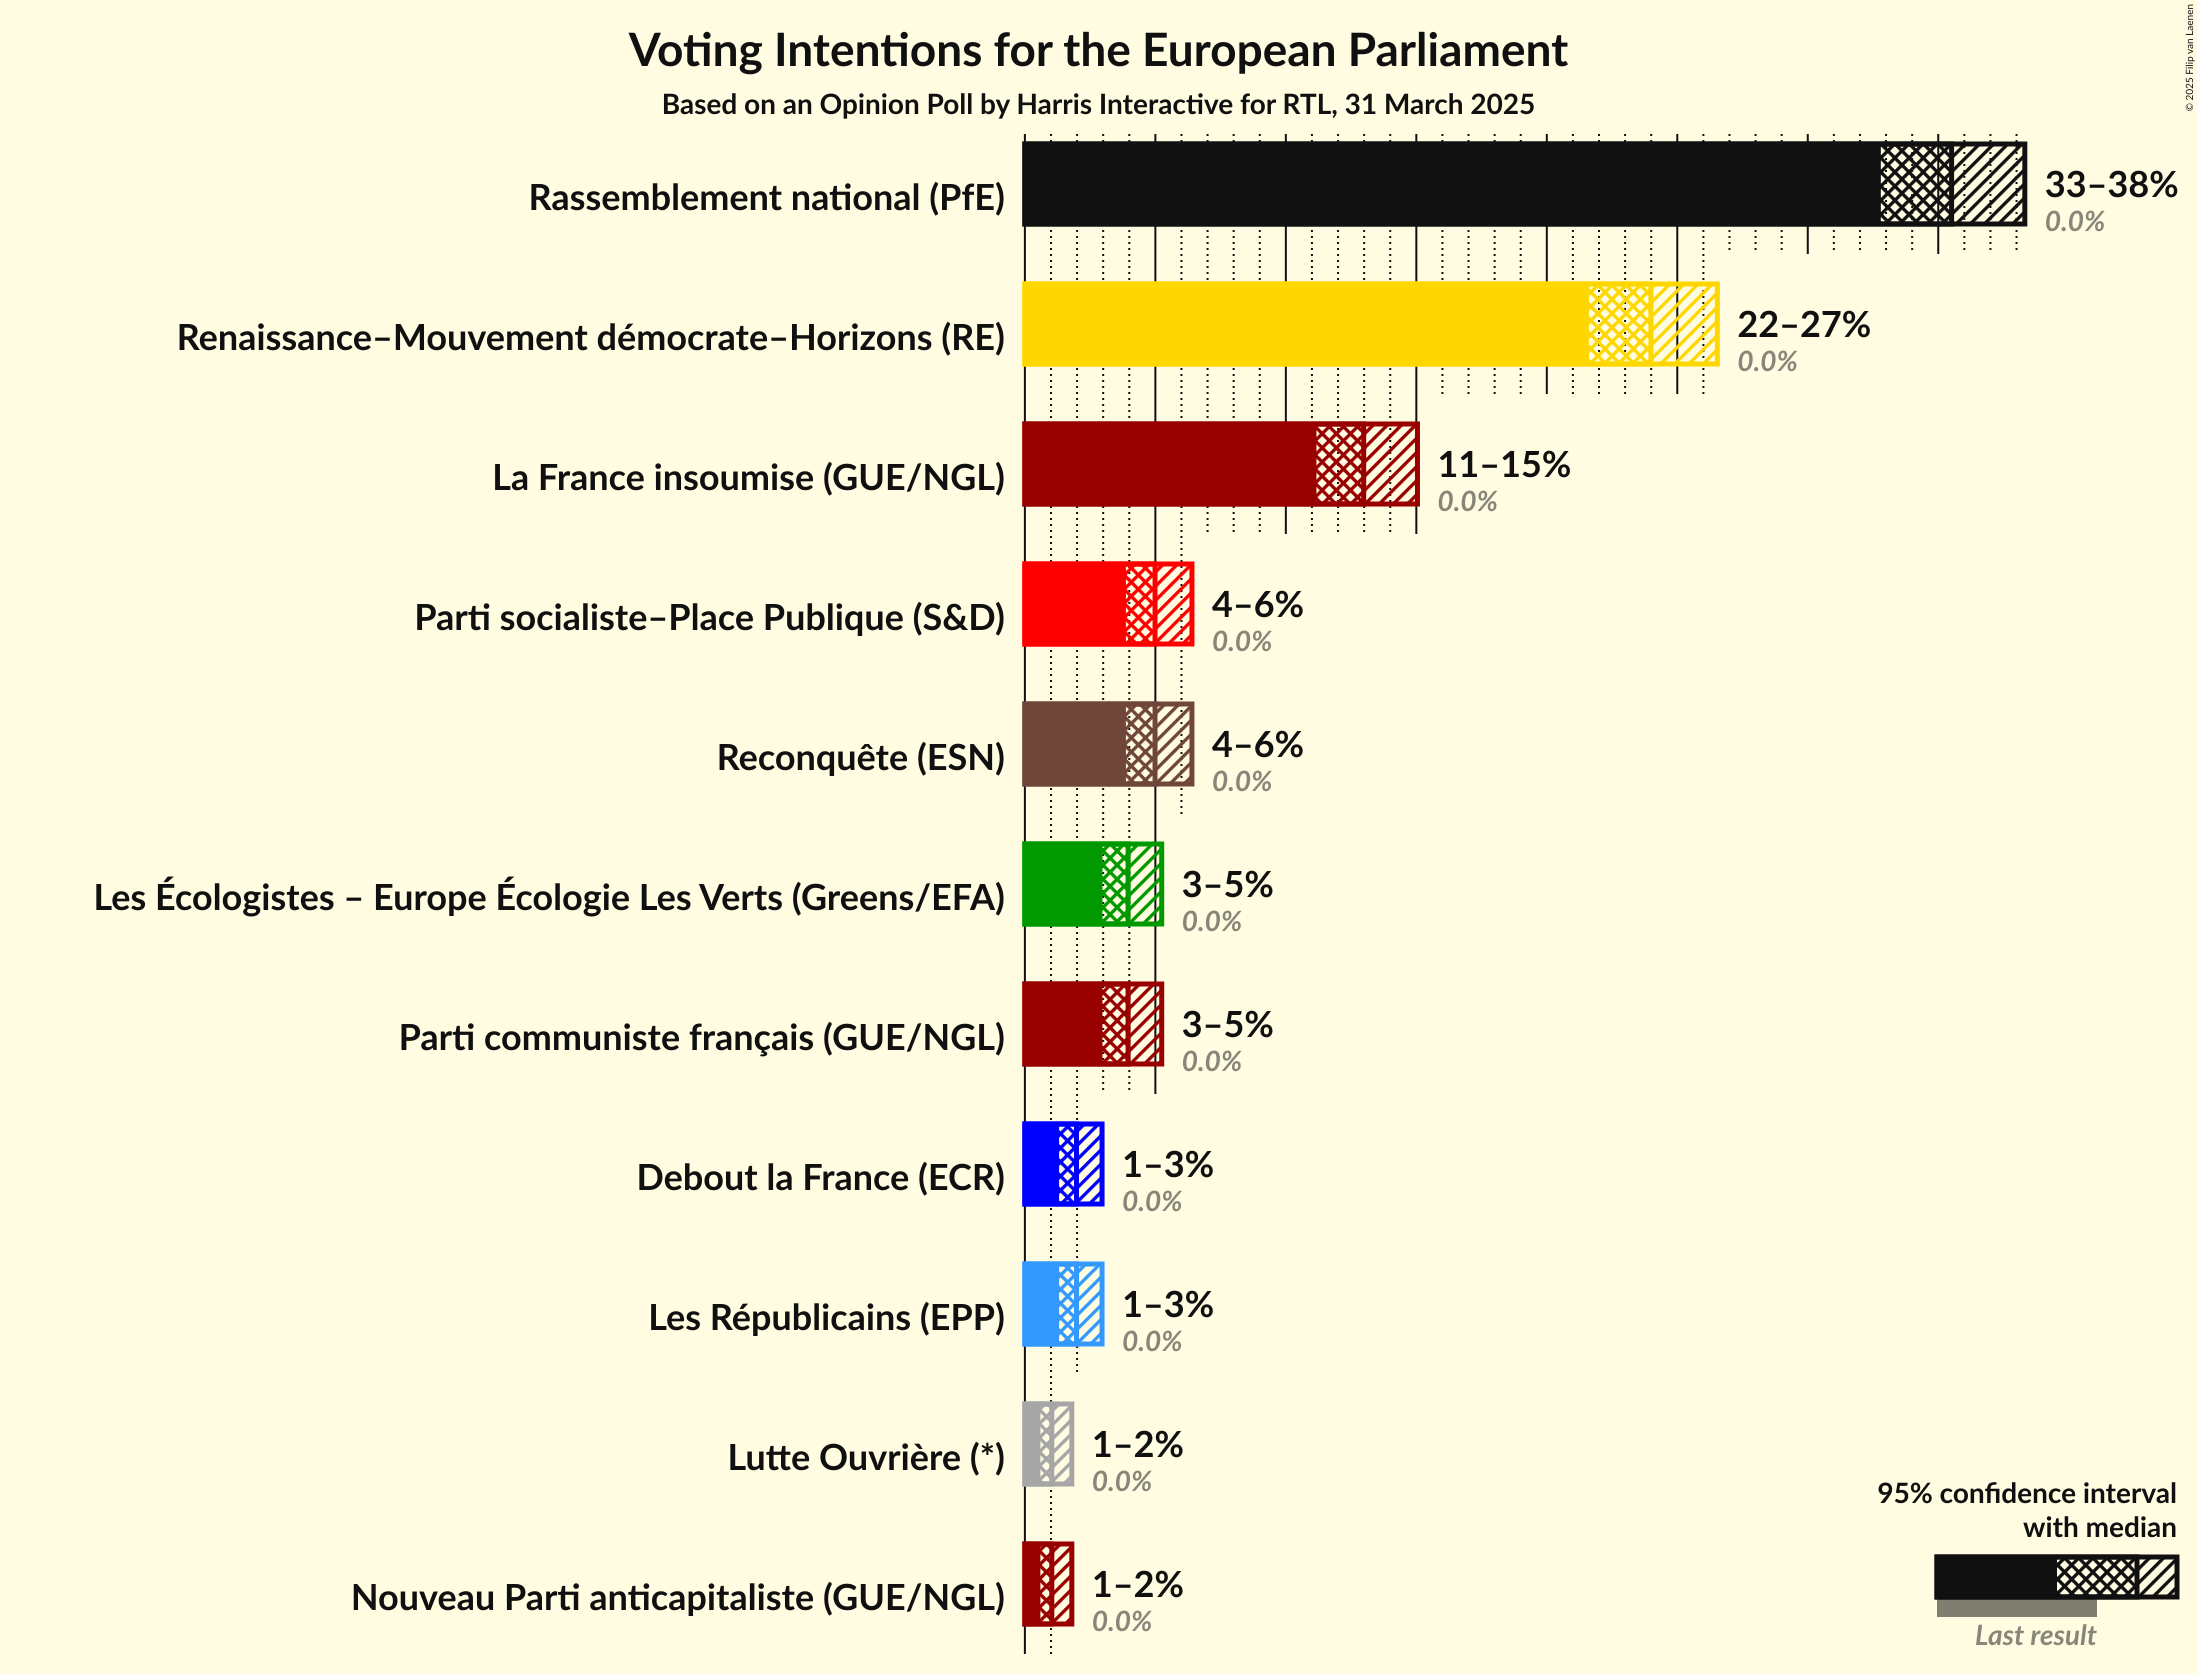 Voting Intentions for the European Parliament
Based on an Opinion Poll by Harris Interactive for RTL, 31 March 2025
© 2025 Filip van Laenen
Rassemblement national (PfE)
33–38%
0.0%
Renaissance–Mouvement démocrate–Horizons (RE)
22–27%
0.0%
La France insoumise (GUE/NGL)
11–15%
0.0%
Parti socialiste–Place Publique (S&D)
4–6%
0.0%
Reconquête (ESN)
4–6%
0.0%
Les Écologistes – Europe Écologie Les Verts (Greens/EFA)
3–5%
0.0%
Parti communiste français (GUE/NGL)
3–5%
0.0%
Debout la France (ECR)
1–3%
0.0%
Les Républicains (EPP)
1–3%
0.0%
Lutte Ouvrière (*)
1–2%
0.0%
Nouveau Parti anticapitaliste (GUE/NGL)
1–2%
0.0%
95% confidence interval
with median
Last result